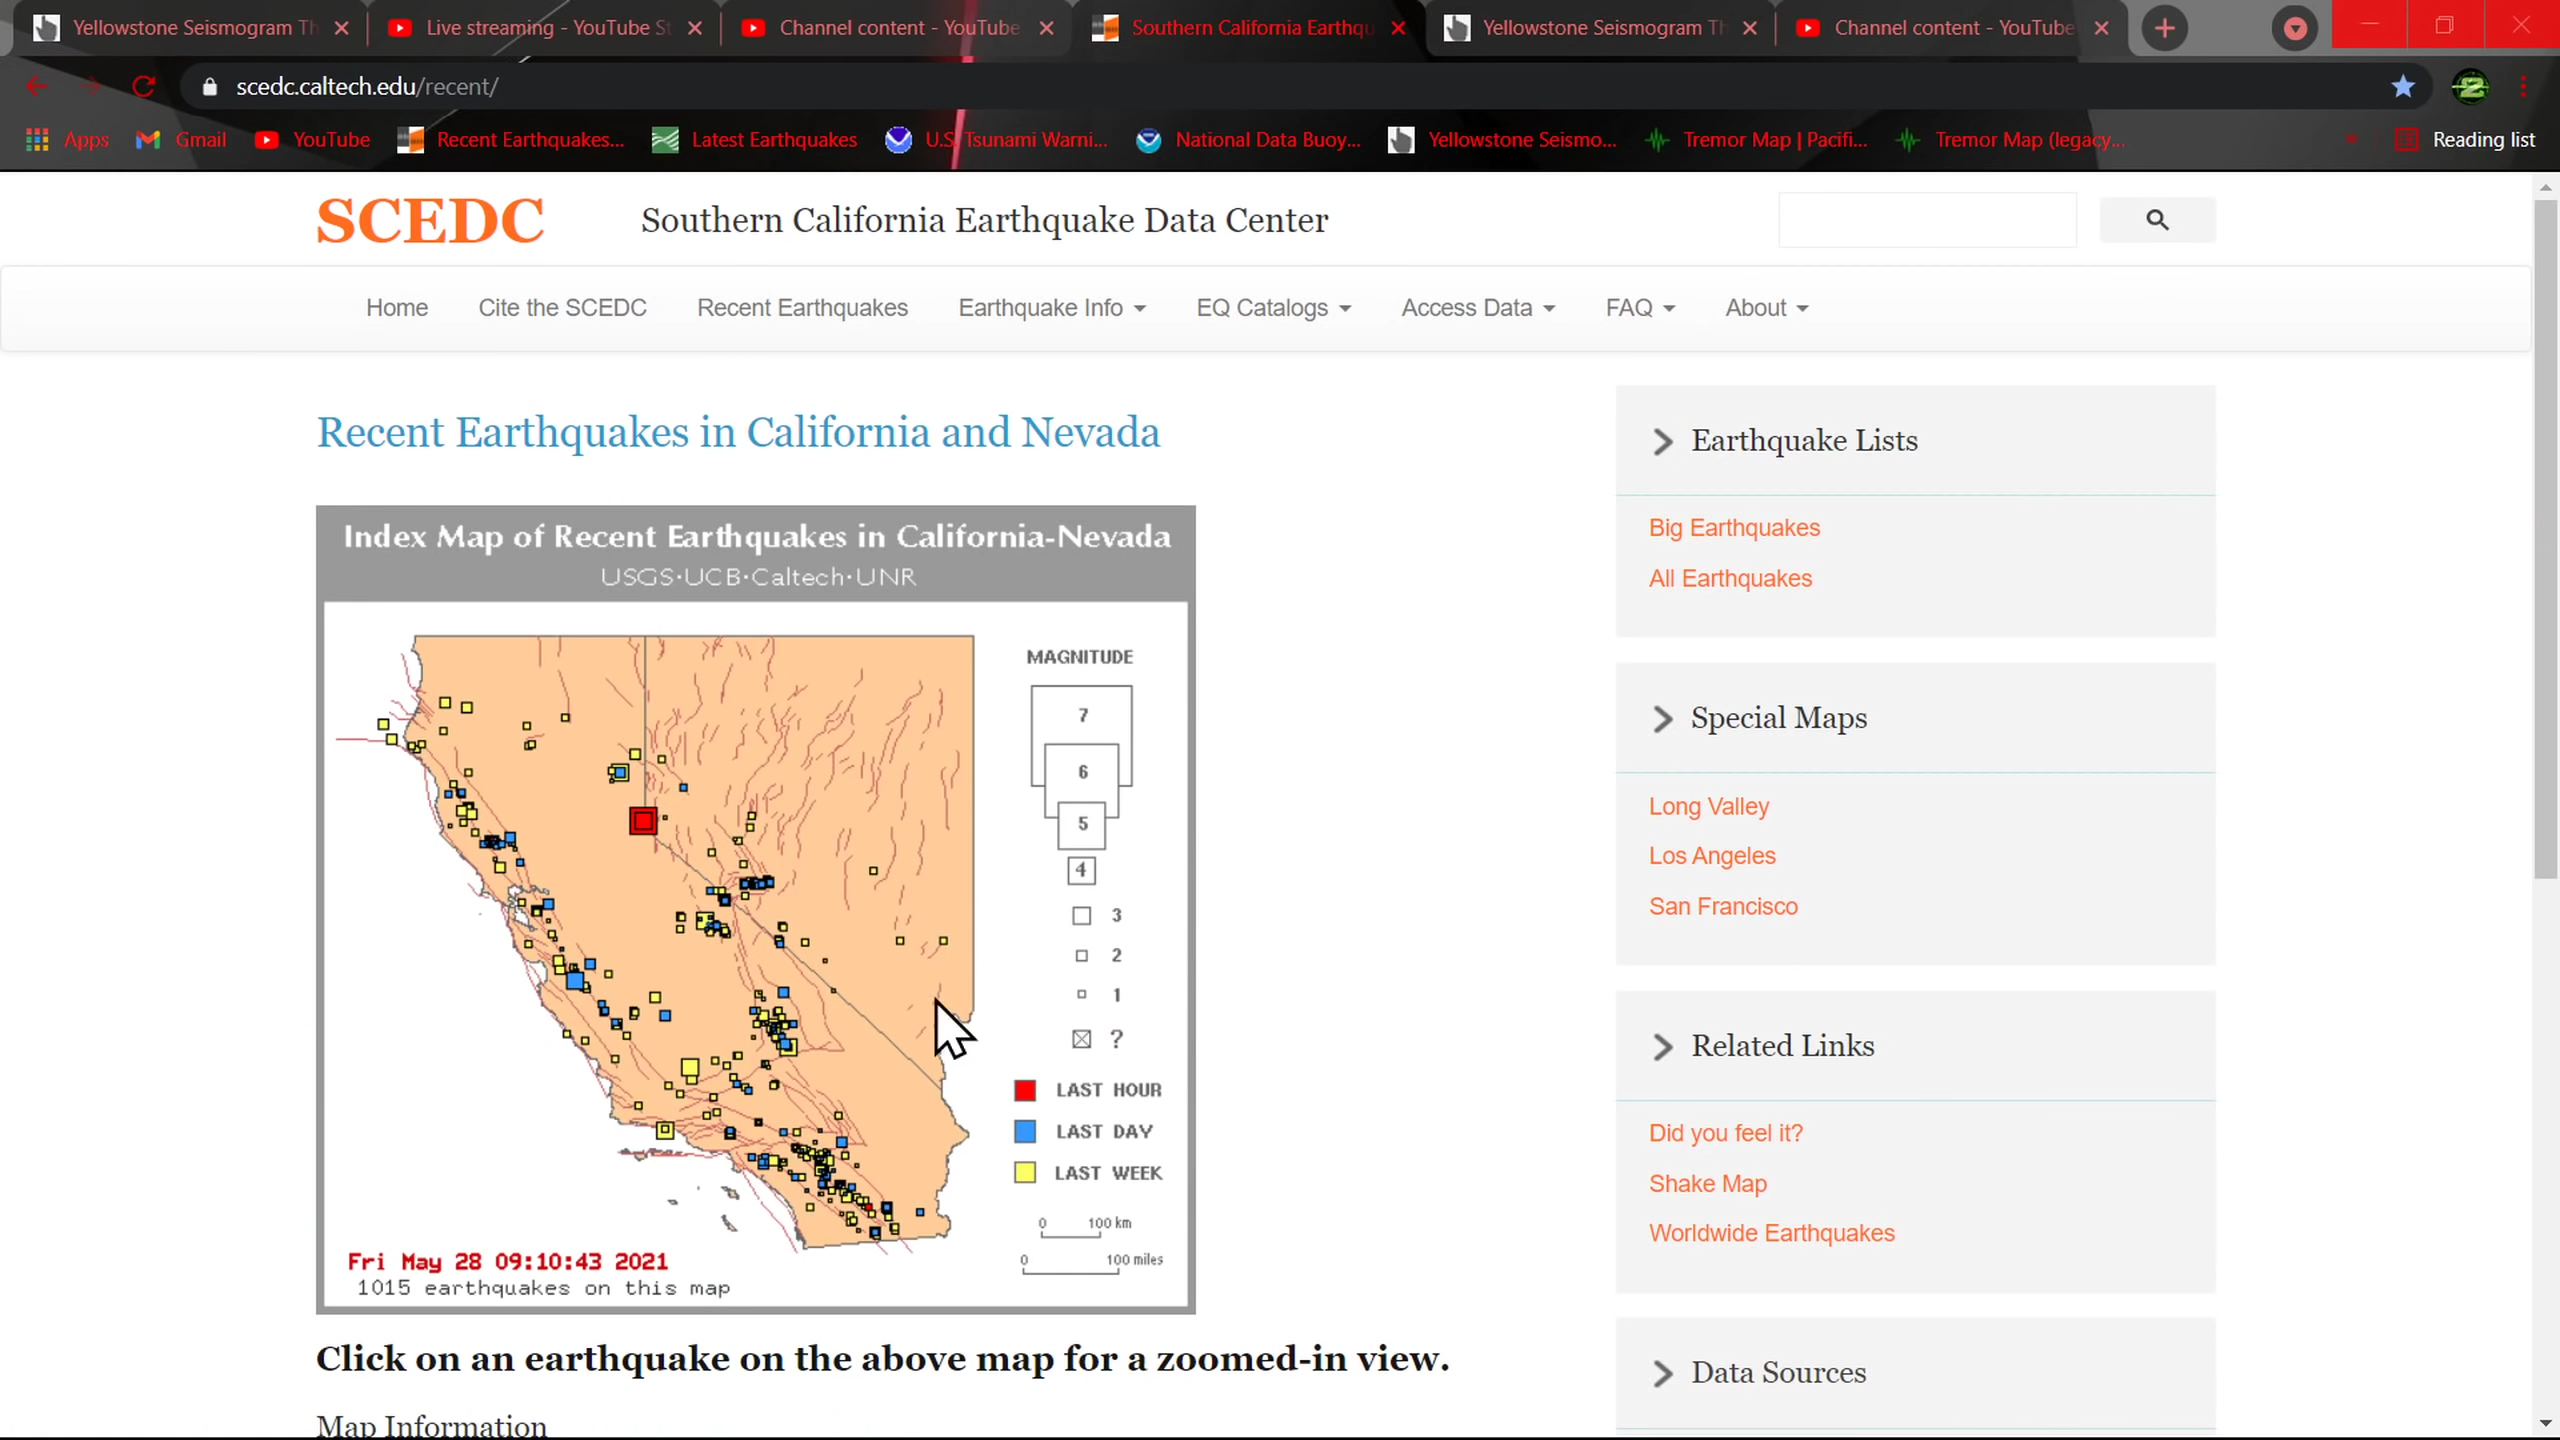 Yellowstone Seismogram Th
Live streaming - YouTube St
Channel content - YouTube
Southern California Earthqu
Yellowstone Seismogram Th
Channel content - YouTube
scedc.caltech.edu/recent/
Apps
Gmail
YouTube
Recent Earthquakes...
Latest Earthquakes
U.S. Tsunami Warni...
National Data Buoy...
Yellowstone Seismo...
Tremor Map | Pacifi...
Tremor Map (legacy...
Reading list
SCEDC
Southern California Earthquake Data Center
Home
Cite the SCEDC
Recent Earthquakes
Earthquake Info
EQ Catalogs
Access Data
FAQ
About
Recent Earthquakes in California and Nevada
Index Map of Recent Earthquakes in California-Nevada
USGS·UCB·Caltech·UNR
MAGNITUDE
7
6
5
4
3
2
1
?
LAST HOUR
LAST DAY
LAST WEEK
0 100 km
0 100 miles
Fri May 28 09:10:43 2021
1015 earthquakes on this map
Click on an earthquake on the above map for a zoomed-in view.
Map Information
Earthquake Lists
Big Earthquakes
All Earthquakes
Special Maps
Long Valley
Los Angeles
San Francisco
Related Links
Did you feel it?
Shake Map
Worldwide Earthquakes
Data Sources